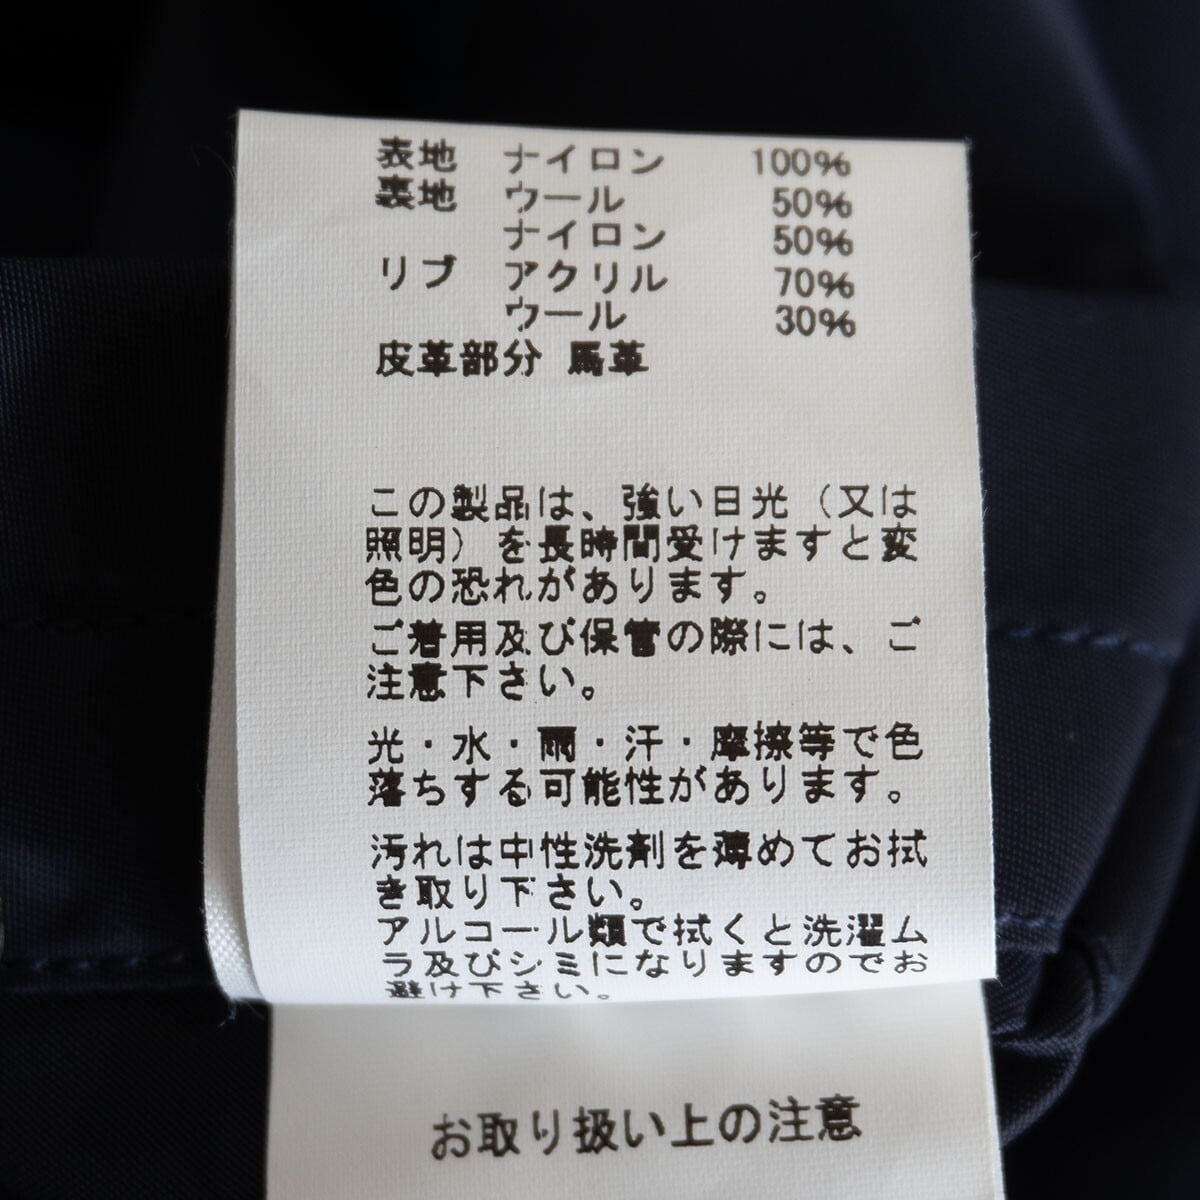 表地 ナイロン 100%
裏地 ウール 50%
ナイロン 50%
リブ アクリル 70%
ウール 30%
皮革部分 馬革
この製品は、強い日光（又は
照明）を長時間受けますと変
色の恐れがあります。
ご着用及び保管の際には、ご
注意下さい。
光・水・雨・汗・摩擦等で色
落ちする可能性があります。
汚れは中性洗剤を薄めてお拭
き取り下さい。
アルコール類で拭くと洗濯ム
ラ及びシミになりますのでお
避け下さい。
お取り扱い上の注意